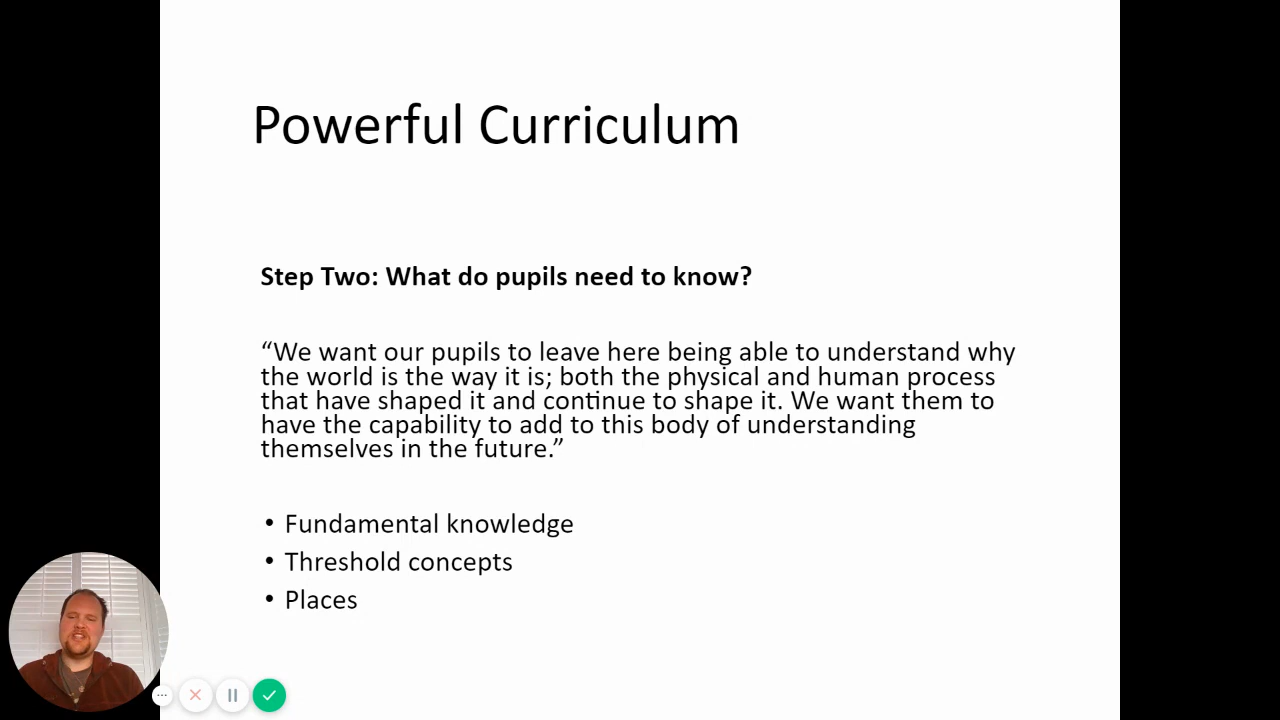 Powerful Curriculum
Step Two: What do pupils need to know?
“We want our pupils to leave here being able to understand why
the world is the way it is; both the physical and human process
that have shaped it and continue to shape it. We want them to
have the capability to add to this body of understanding
themselves in the future.”
• Fundamental knowledge
• Threshold concepts
• Places